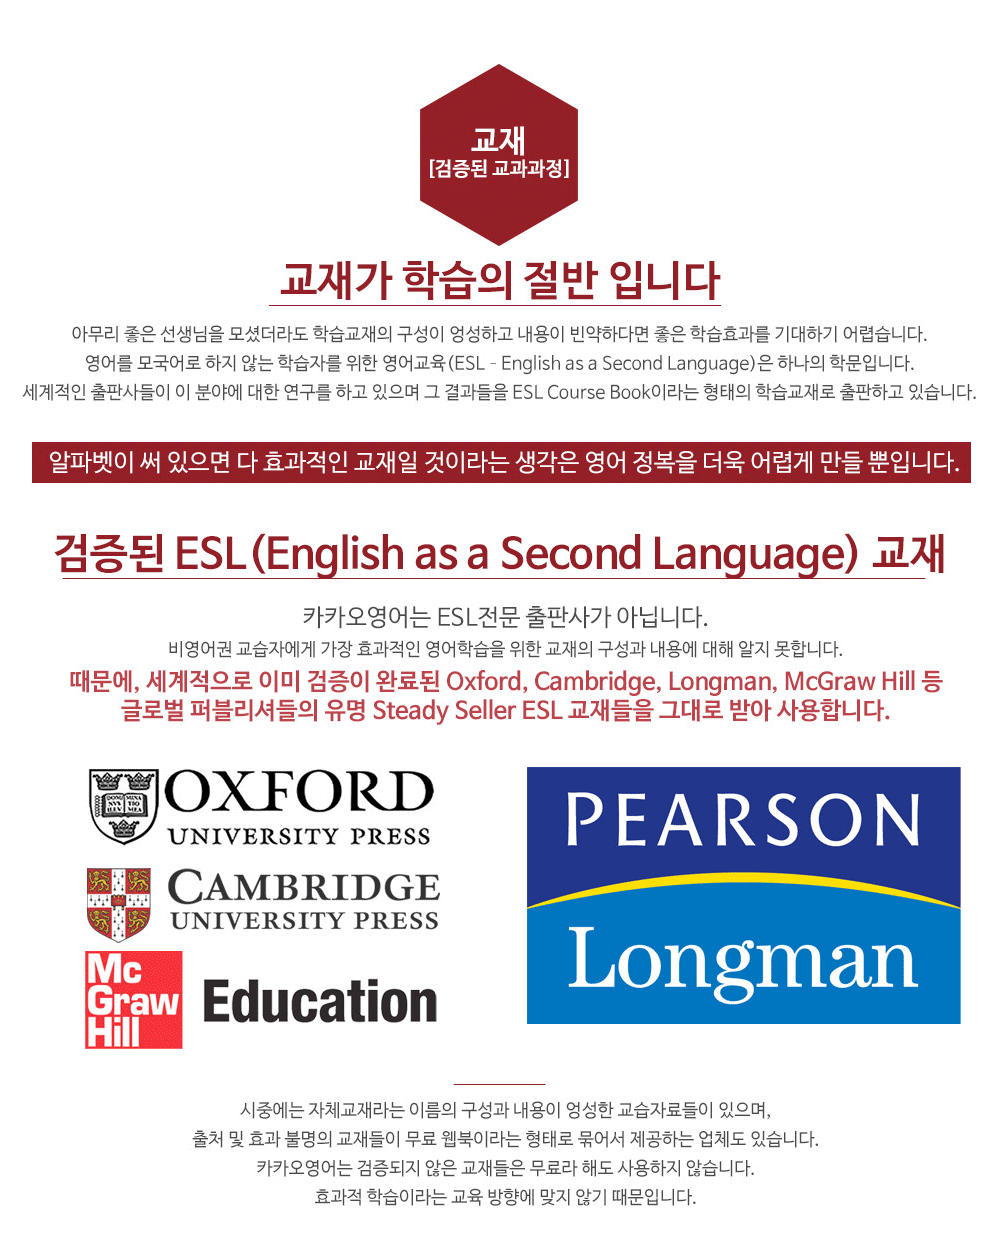 교재
[검증된 교과과정]
교재가 학습의 절반 입니다
아무리 좋은 선생님을 모셨더라도 학습교재의 구성이 엉성하고 내용이 빈약하다면 좋은 학습효과를 기대하기 어렵습니다.
영어를 모국어로 하지 않는 학습자를 위한 영어교육(ESL - English as a Second Language)은 하나의 학문입니다.
세계적인 출판사들이 이 분야에 대한 연구를 하고 있으며 그 결과들을 ESL Course Book이라는 형태의 학습교재로 출판하고 있습니다.
알파벳이 써 있으면 다 효과적인 교재일 것이라는 생각은 영어 정복을 더욱 어렵게 만들 뿐입니다.
검증된 ESL(English as a Second Language) 교재
카카오영어는 ESL전문 출판사가 아닙니다.
비영어권 교습자에게 가장 효과적인 영어학습을 위한 교재의 구성과 내용에 대해 알지 못합니다.
때문에, 세계적으로 이미 검증이 완료된 Oxford, Cambridge, Longman, McGraw Hill 등
글로벌 퍼블리셔들의 유명 Steady Seller ESL 교재들을 그대로 받아 사용합니다.
DOMI MINA
NVS TIO
ILLV MEA
OXFORD
UNIVERSITY PRESS
CAMBRIDGE
UNIVERSITY PRESS
Mc
Graw
Hill
Education
PEARSON
Longman
시중에는 자체교재라는 이름의 구성과 내용이 엉성한 교습자료들이 있으며,
출처 및 효과 불명의 교재들이 무료 웹북이라는 형태로 묶어서 제공하는 업체도 있습니다.
카카오영어는 검증되지 않은 교재들은 무료라 해도 사용하지 않습니다.
효과적 학습이라는 교육 방향에 맞지 않기 때문입니다.